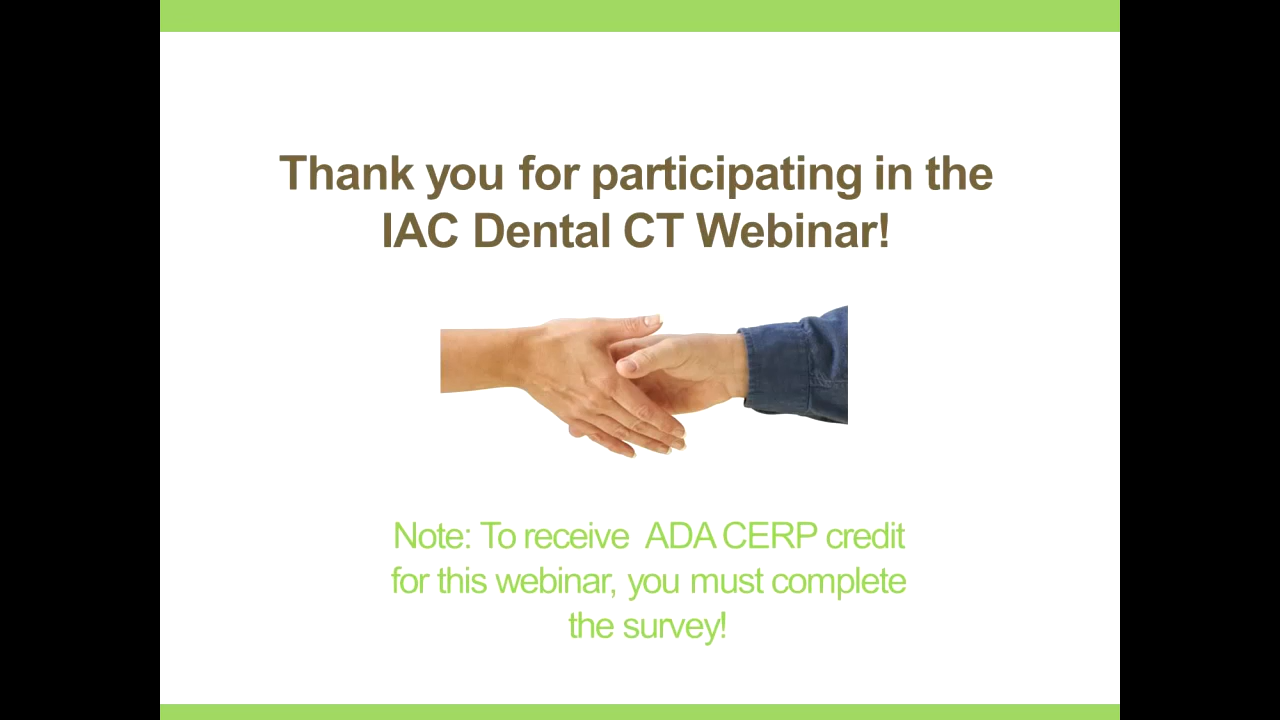 Thank you for participating in the
IAC Dental CT Webinar!
Note: To receive ADA CERP credit
for this webinar, you must complete
the survey!